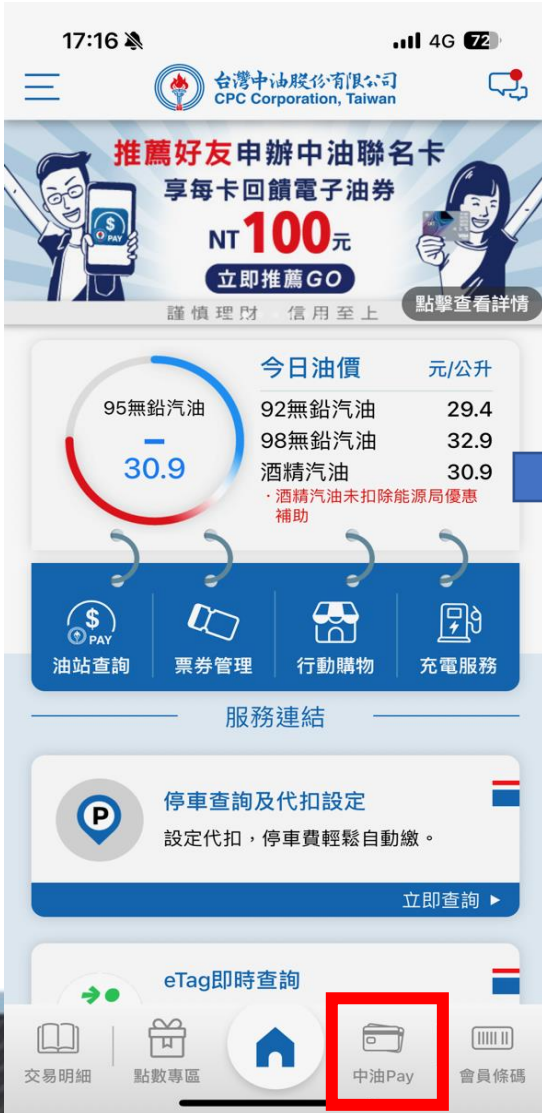 17:16
4G 72
台灣中油股份有限公司
CPC Corporation, Taiwan
推薦好友申辦中油聯名卡
享每卡回饋電子油券
NT100元
立即推薦GO
謹慎理財 信用至上
點擊查看詳情
$ PAY
今日油價 元/公升
95無鉛汽油
30.9
92無鉛汽油 29.4
98無鉛汽油 32.9
酒精汽油 30.9
·酒精汽油未扣除能源局優惠
補助
$ PAY
油站查詢 票券管理 行動購物 充電服務
服務連結
P
停車查詢及代扣設定
設定代扣，停車費輕鬆自動繳。
立即查詢 ▶
eTag即時查詢
交易明細 點數專區 中油Pay 會員條碼